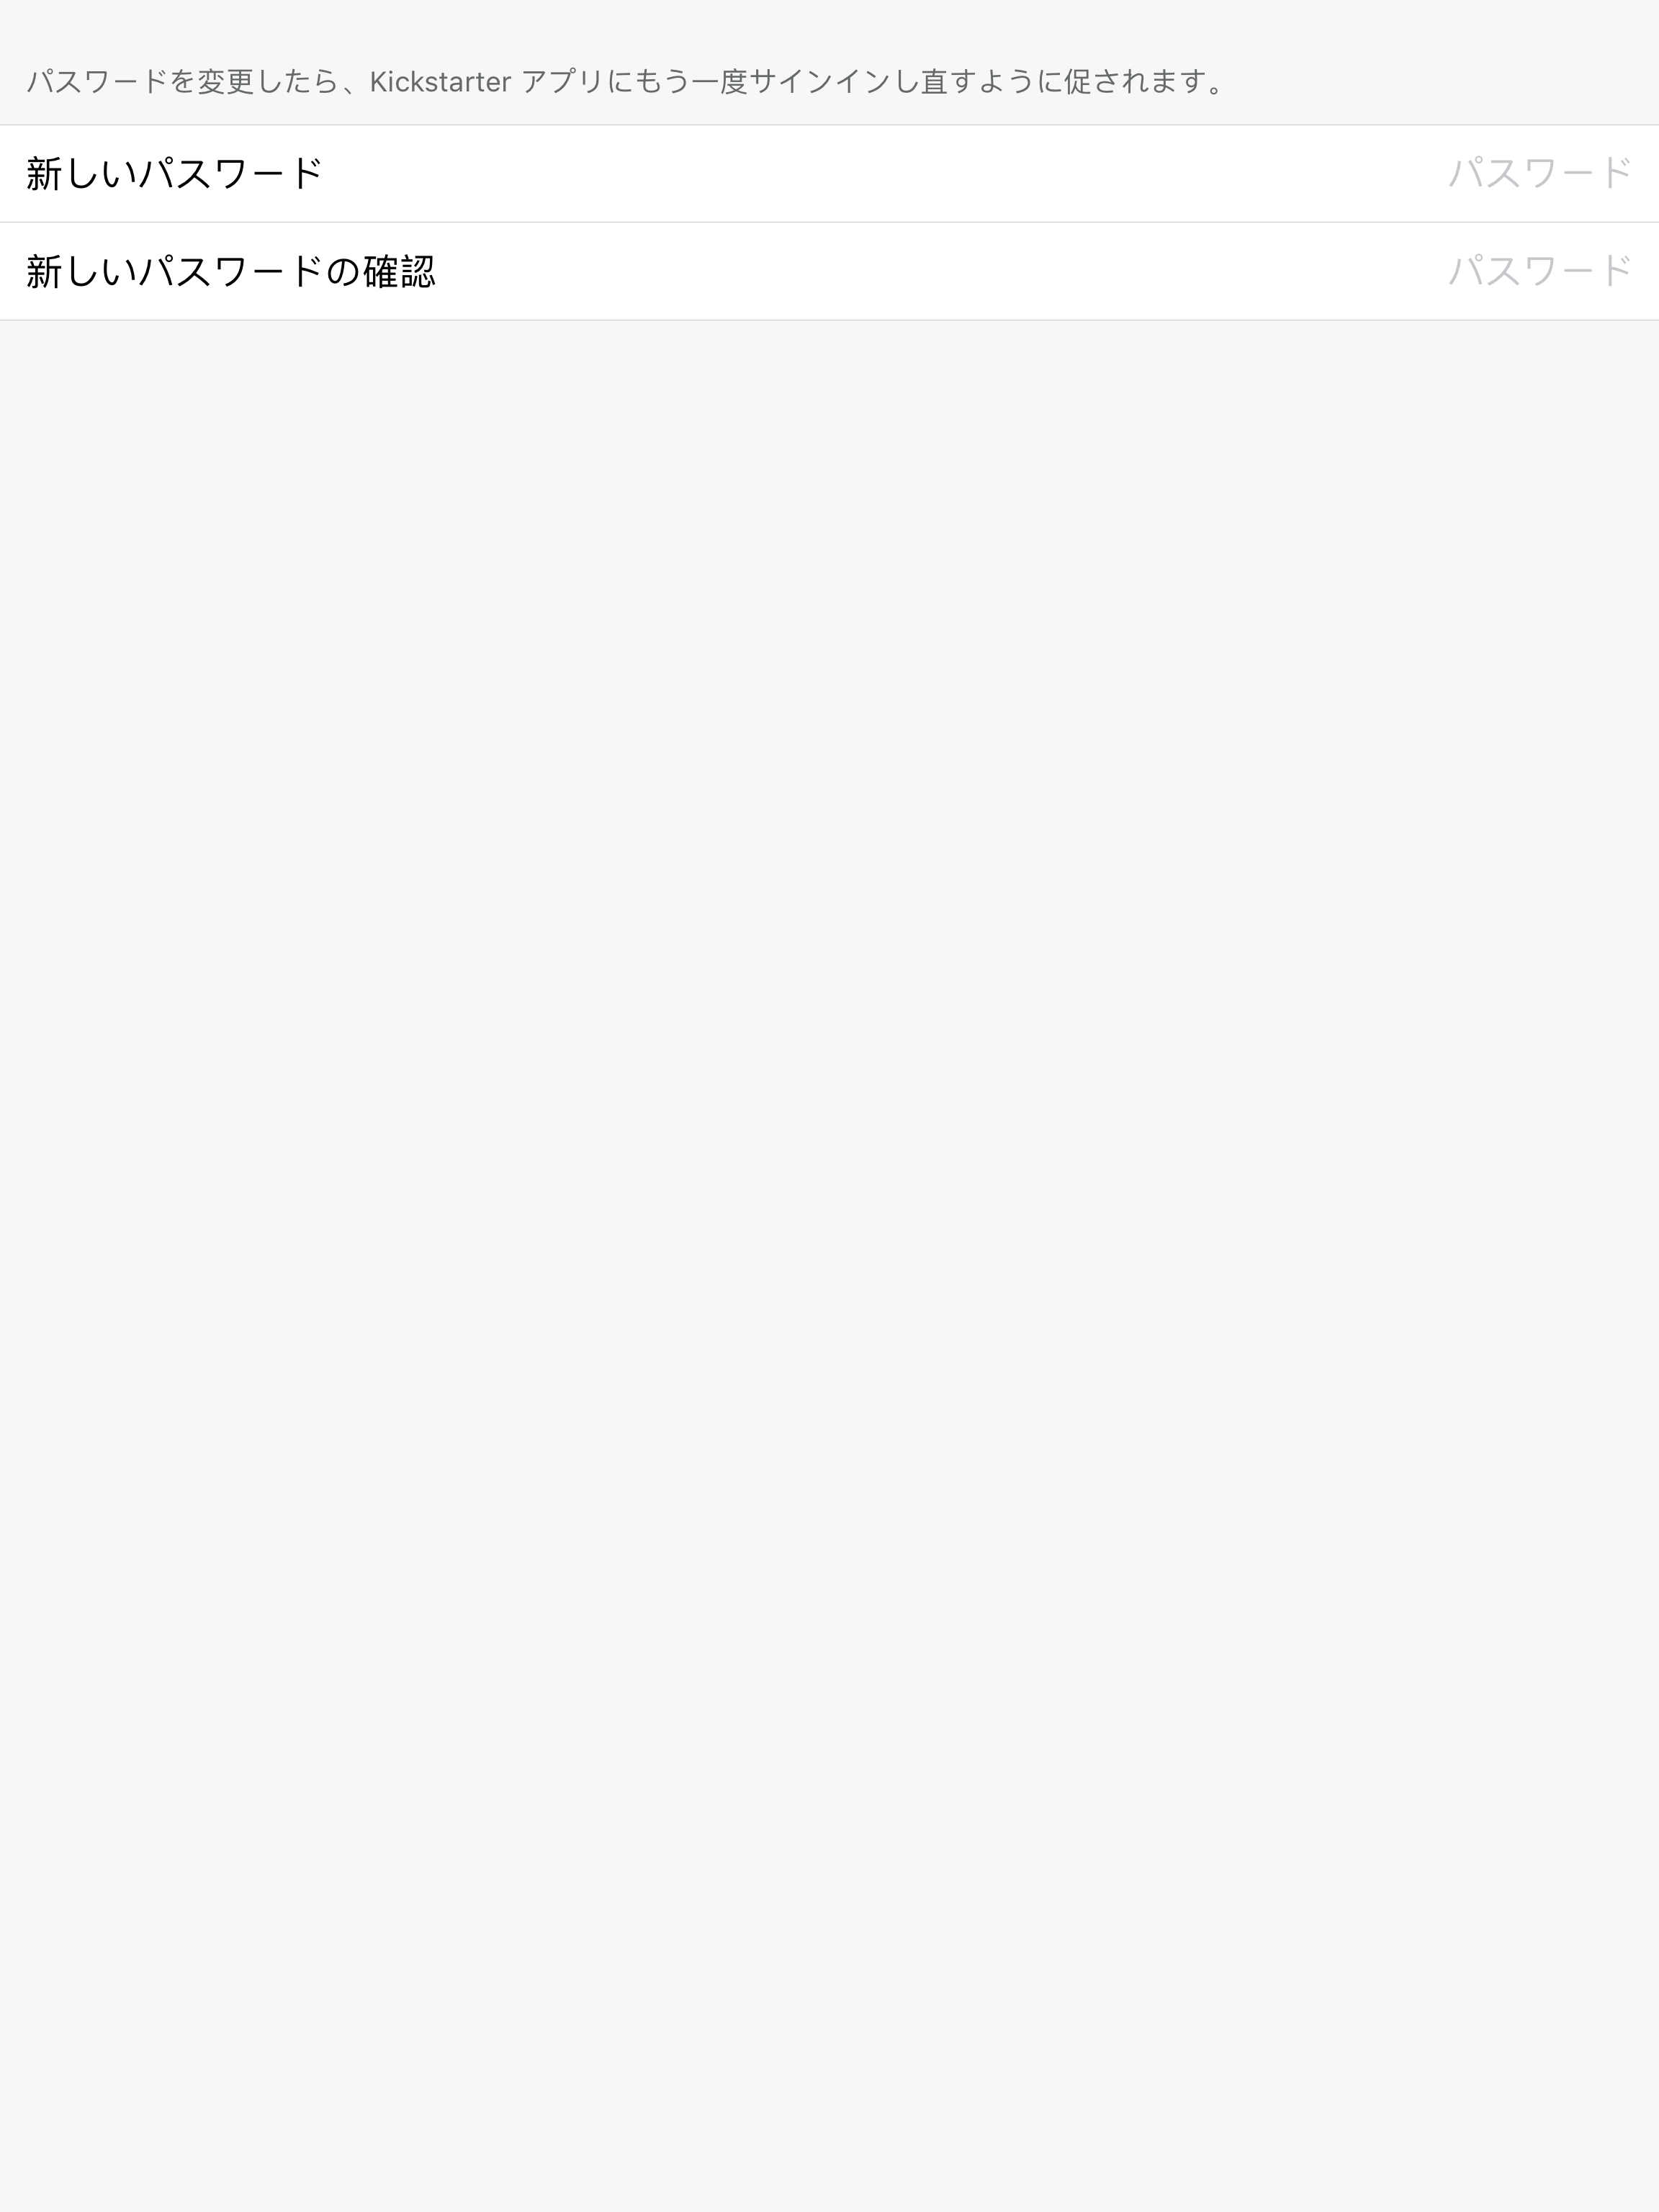 パスワードを変更したら、Kickstarter アプリにもう一度サインインし直すように促されます。
新しいパスワード パスワード
新しいパスワードの確認 パスワード